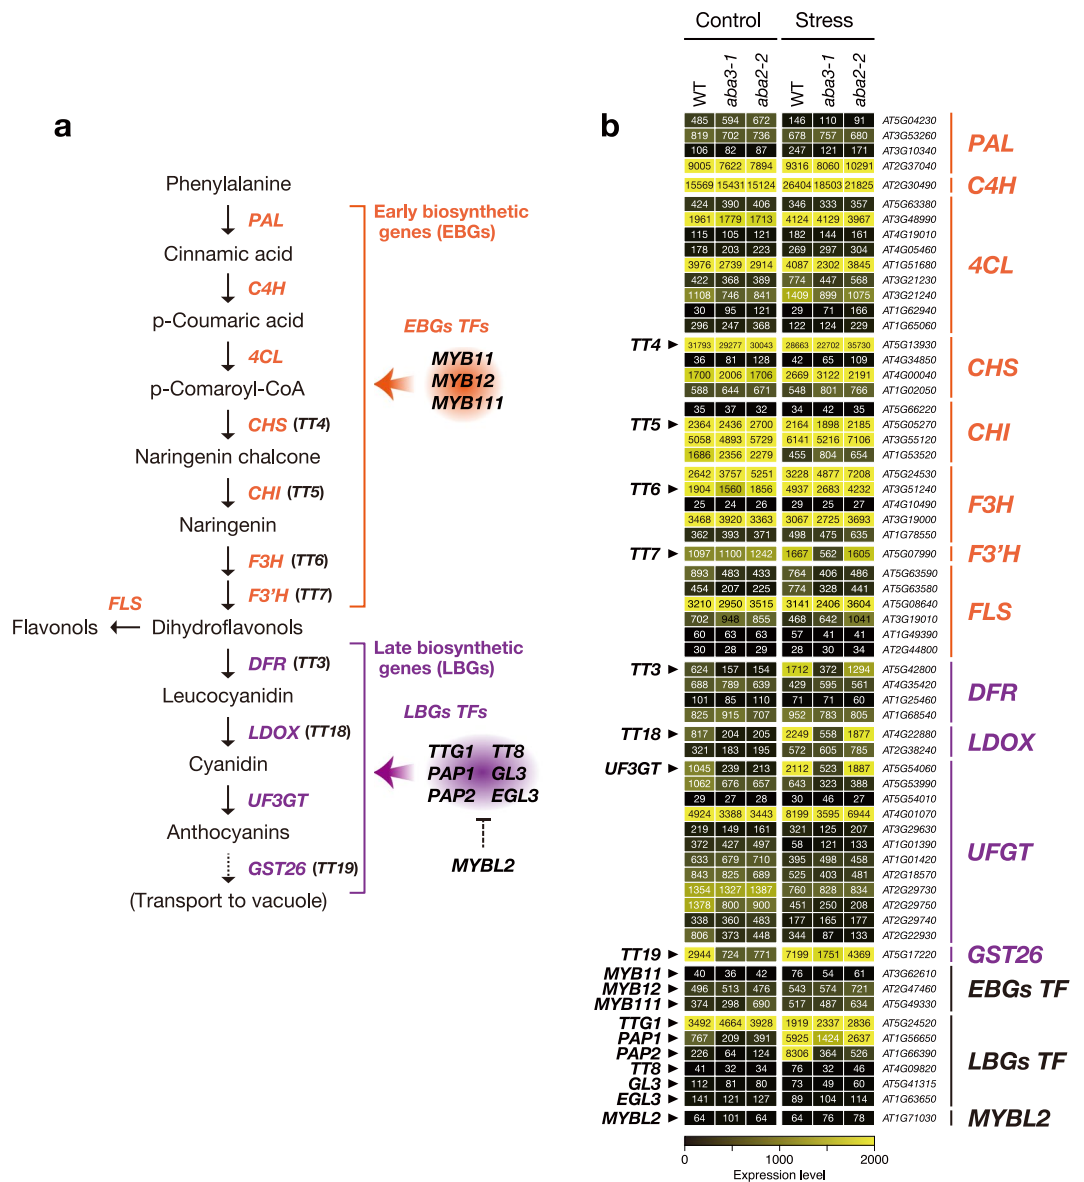 a
Phenylalanine
PAL
Cinnamic acid
C4H
p-Coumaric acid
4CL
p-Comaroyl-CoA
CHS (TT4)
Naringenin chalcone
CHI (TT5)
Naringenin
F3H (TT6)
F3'H (TT7)
FLS
Flavonols
Dihydroflavonols
DFR (TT3)
Leucocyanidin
LDOX (TT18)
Cyanidin
UF3GT
Anthocyanins
GST26 (TT19)
(Transport to vacuole)
Early biosynthetic
genes (EBGs)
EBGs TFs
MYB11
MYB12
MYB111
Late biosynthetic
genes (LBGs)
LBGs TFs
TTG1 TT8
PAP1 GL3
PAP2 EGL3
MYBL2
b
Control Stress
WT aba3-1 aba2-2 WT aba3-1 aba2-2
485 594 672 146 110 91 AT5G04230
819 702 736 678 757 680 AT3G53260
PAL
106 82 87 247 121 171 AT3G10340
9005 7622 7894 9316 8060 10291 AT2G37040
15569 15431 15124 26404 18503 21825 AT2G30490 C4H
424 390 406 346 333 357 AT5G63380
1961 1779 1713 4124 4129 3967 AT3G48990
115 105 121 182 144 161 AT4G19010
178 203 223 269 297 304 AT4G05460
3976 2739 2914 4087 2302 3845 AT1G51680 4CL
422 368 389 774 447 568 AT3G21230
1108 746 841 1409 899 1075 AT3G21240
30 95 121 29 71 166 AT1G62940
296 247 368 122 124 229 AT1G65060
TT4 31793 29277 30043 28663 22702 35730 AT5G13930
36 81 128 42 65 109 AT4G34850
CHS
1700 2006 1706 2669 3122 2191 AT4G00040
588 644 671 548 801 766 AT1G02050
35 37 32 34 42 35 AT5G66220
TT5 2364 2436 2700 2164 1898 2185 AT5G05270
CHI
5058 4893 5729 6141 5216 7106 AT3G55120
1686 2356 2279 455 804 654 AT1G53520
2642 3757 5251 3228 4877 7208 AT5G24530
TT6 1904 1560 1856 4937 2683 4232 AT3G51240
25 24 26 29 25 27 AT4G10490 F3H
3468 3920 3363 3067 2725 3693 AT3G19000
362 393 371 498 475 635 AT1G78550
TT7 1097 1100 1242 1667 562 1605 AT5G07990 F3'H
893 483 433 764 406 486 AT5G63590
454 207 225 774 328 441 AT5G63580
3210 2950 3515 3141 2406 3604 AT5G08640
FLS
702 948 855 468 642 1041 AT3G19010
60 63 63 57 41 41 AT1G49390
30 28 29 28 30 34 AT2G44800
TT3 624 157 154 1712 372 1294 AT5G42800
688 789 639 429 595 561 AT4G35420
DFR
101 85 110 71 71 60 AT1G25460
825 915 707 952 783 805 AT1G68540
TT18 817 204 205 2249 558 1877 AT4G22880
LDOX
321 183 195 572 605 785 AT2G38240
UF3GT 1045 239 213 2112 523 1887 AT5G54060
1062 676 657 643 323 388 AT5G53990
29 27 28 30 46 27 AT5G54010
4924 3388 3443 8199 3595 6944 AT4G01070
219 149 161 321 125 207 AT3G29630
372 427 497 58 121 133 AT1G01390
UFGT
633 679 710 395 498 458 AT1G01420
843 825 689 525 403 481 AT2G18570
1354 1327 1387 760 828 834 AT2G29730
1378 800 900 451 250 208 AT2G29750
338 360 483 177 165 177 AT2G29740
806 373 448 344 87 133 AT2G22930
TT19 2944 724 771 7199 1751 4369 AT5G17220 GST26
MYB11 40 36 42 76 54 61 AT3G62610
MYB12 496 513 476 543 574 721 AT2G47460 EBGs TF
MYB111 374 298 690 517 487 634 AT5G49330
TTG1 3492 4664 3928 1919 2337 2836 AT5G24520
PAP1 767 209 391 5925 1424 2637 AT1G56650
PAP2 226 64 124 8306 364 526 AT1G66390
LBGs TF
TT8 41 32 34 76 32 46 AT4G09820
GL3 112 81 80 73 49 60 AT5G41315
EGL3 141 121 127 89 104 114 AT1G63650
MYBL2 64 101 64 64 76 78 AT1G71030 MYBL2
0 1000 2000
Expression level